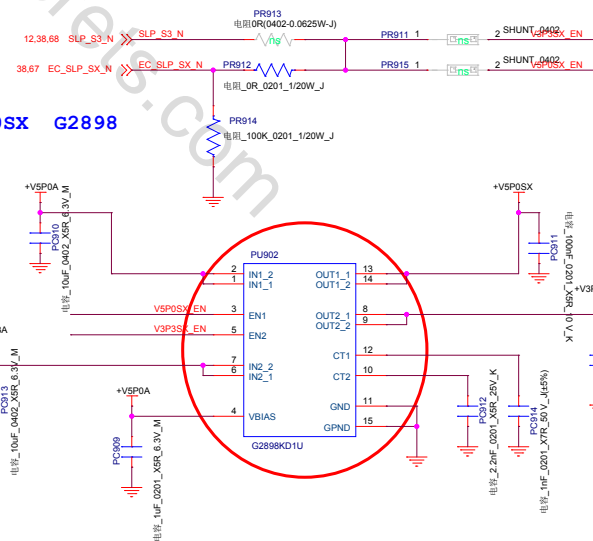 PR913
电阻0R(0402-0.0625W-J)
12,38,68 SLP_S3_N SLP_S3_N ns PR911 1 ns 2 SHUNT_0402 V3P3SX_EN
38,67 EC_SLP_SX_N EC_SLP_SX_N PR912 PR915 1 ns 2 SHUNT_0402 V5P0SX_EN
电阻_0R_0201_1/20W_J
PR914
电阻_100K_0201_1/20W_J
0SX G2898
ets.com
+V5P0A
PC910
电容_10uF_0402_X5R_6.3V_M
+V5P0SX
PC911
电容_100nF_0201_X5R_10V_K
PU902
2 IN1_2 OUT1_1 13
1 IN1_1 OUT1_2 14
V5P0SX_EN 3 EN1 OUT2_1 8
V3P3SX_EN 5 EN2 OUT2_2 9
7 IN2_2 CT1 12
6 IN2_1 CT2 10
4 VBIAS GND 11
GPND 15
G2898KD1U
+V3P
PC913
电容_10uF_0402_X5R_6.3V_M
+V5P0A
PC909
电容_1uF_0201_X5R_6.3V_M
PC912
电容_2.2nF_0201_X5R_25V_K
PC914
电容_1nF_0201_X7R_50V_J(±5%)